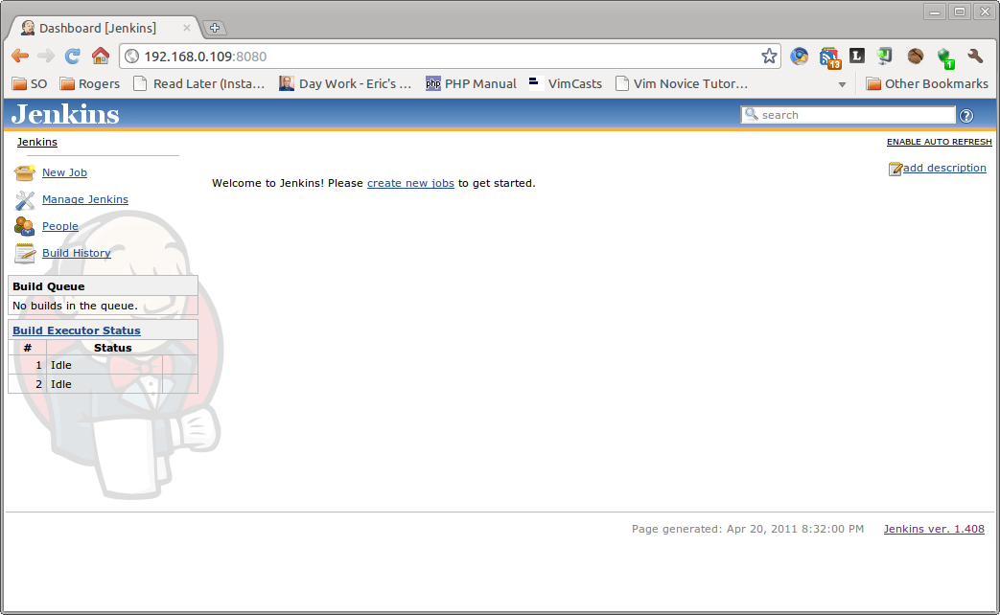 Dashboard [Jenkins]
192.168.0.109:8080
13
L
1
SO
Rogers
Read Later (Insta...
Day Work - Eric's ...
php
PHP Manual
VimCasts
Vim Novice Tutor...
Other Bookmarks
Jenkins
search
?
Jenkins
ENABLE AUTO REFRESH
New Job
add description
Welcome to Jenkins! Please create new jobs to get started.
Manage Jenkins
People
Build History
Build Queue
No builds in the queue.
Build Executor Status
# Status
1 Idle
2 Idle
Page generated: Apr 20, 2011 8:32:00 PM
Jenkins ver. 1.408